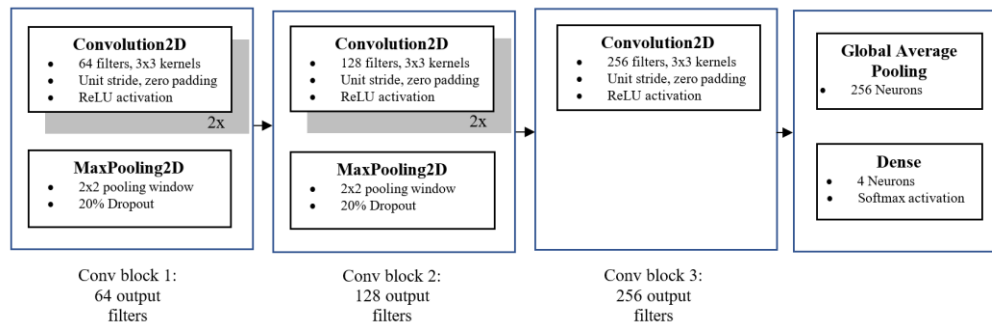 Convolution2D
• 64 filters, 3x3 kernels
• Unit stride, zero padding
• ReLU activation
2x
MaxPooling2D
• 2x2 pooling window
• 20% Dropout
Conv block 1:
64 output
filters
Convolution2D
• 128 filters, 3x3 kernels
• Unit stride, zero padding
• ReLU activation
2x
MaxPooling2D
• 2x2 pooling window
• 20% Dropout
Conv block 2:
128 output
filters
Convolution2D
• 256 filters, 3x3 kernels
• Unit stride, zero padding
• ReLU activation
Conv block 3:
256 output
filters
Global Average
Pooling
• 256 Neurons
Dense
• 4 Neurons
• Softmax activation